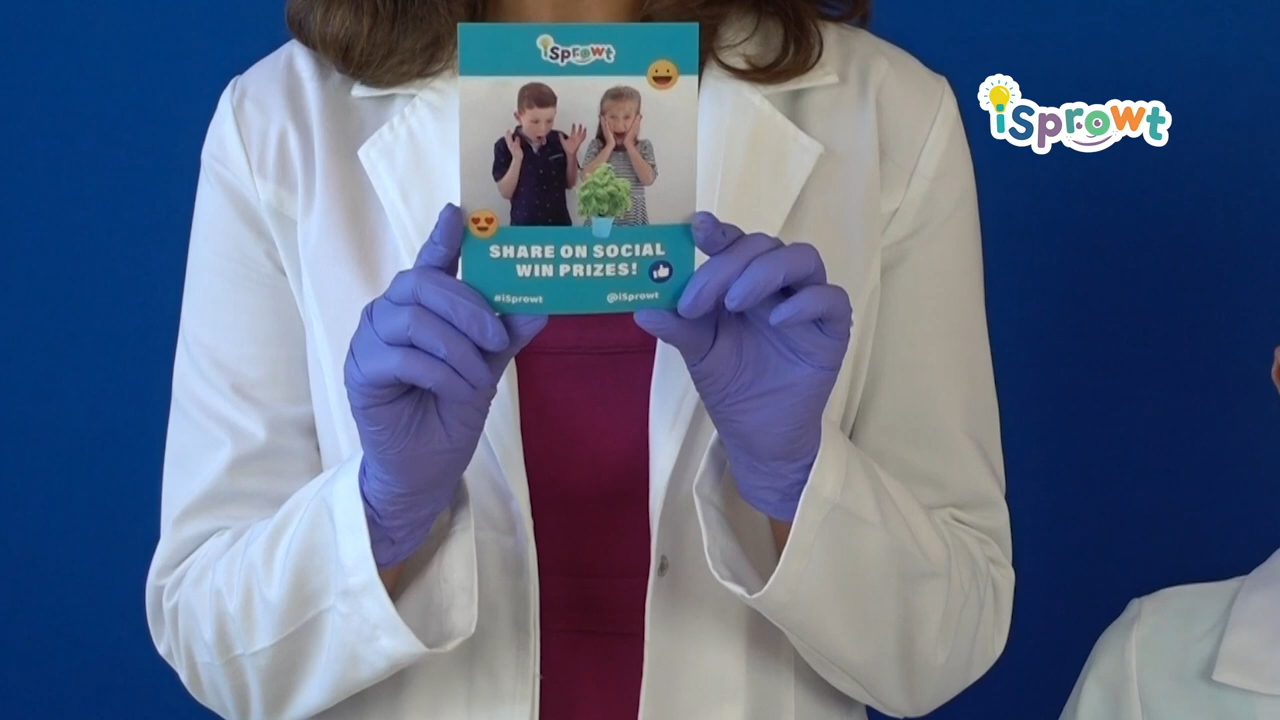 iSprowt
iSprowt
SHARE ON SOCIAL
WIN PRIZES!
#iSprowt @iSprowt